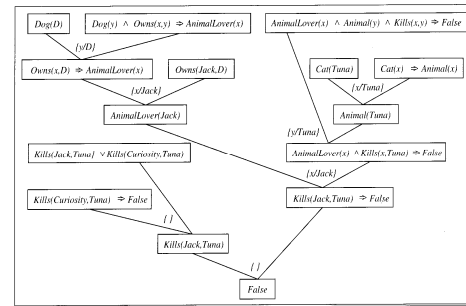 Dog(D)
Dog(y) ∧ Owns(x,y) ⇒ AnimalLover(x)
AnimalLover(x) ∧ Animal(y) ∧ Kills(x,y) ⇒ False
{y/D}
Owns(x,D) ⇒ AnimalLover(x)
Owns(Jack,D)
Cat(Tuna)
Cat(x) ⇒ Animal(x)
{x/Jack}
{x/Tuna}
AnimalLover(Jack)
Animal(Tuna)
{y/Tuna}
Kills(Jack,Tuna) ∨ Kills(Curiosity,Tuna)
AnimalLover(x) ∧ Kills(x,Tuna) ⇒ False
{x/Jack}
Kills(Curiosity,Tuna) ⇒ False
Kills(Jack,Tuna) ⇒ False
{ }
Kills(Jack,Tuna)
{ }
False